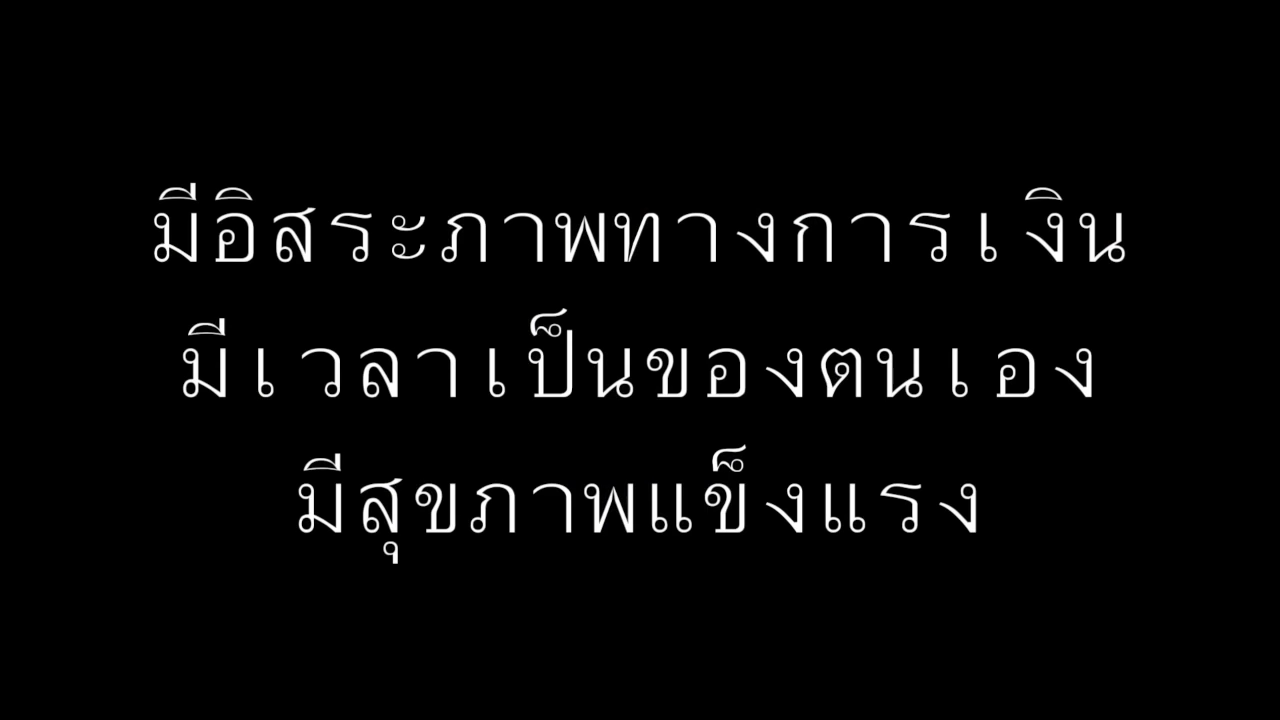 มีอิสระภาพทางการเงิน
มีเวลาเป็นของตนเอง
มีสุขภาพแข็งแรง